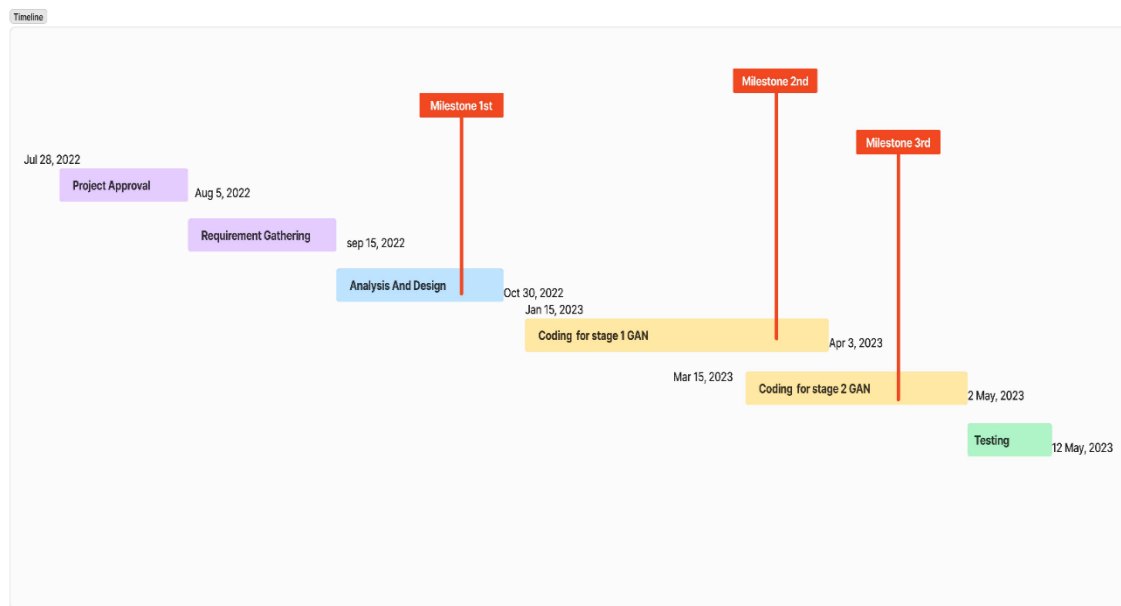 Timeline
Milestone 2nd
Milestone 1st
Milestone 3rd
Jul 28, 2022
Project Approval
Aug 5, 2022
Requirement Gathering
sep 15, 2022
Analysis And Design
Oct 30, 2022
Jan 15, 2023
Coding for stage 1 GAN
Apr 3, 2023
Mar 15, 2023
Coding for stage 2 GAN
2 May, 2023
Testing
12 May, 2023